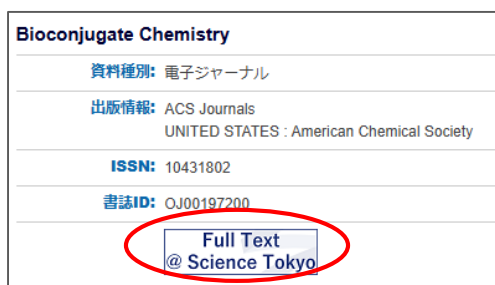 Bioconjugate Chemistry
資料種別: 電子ジャーナル
出版情報: ACS Journals
UNITED STATES : American Chemical Society
ISSN: 10431802
書誌ID: OJ00197200
Full Text
@ Science Tokyo